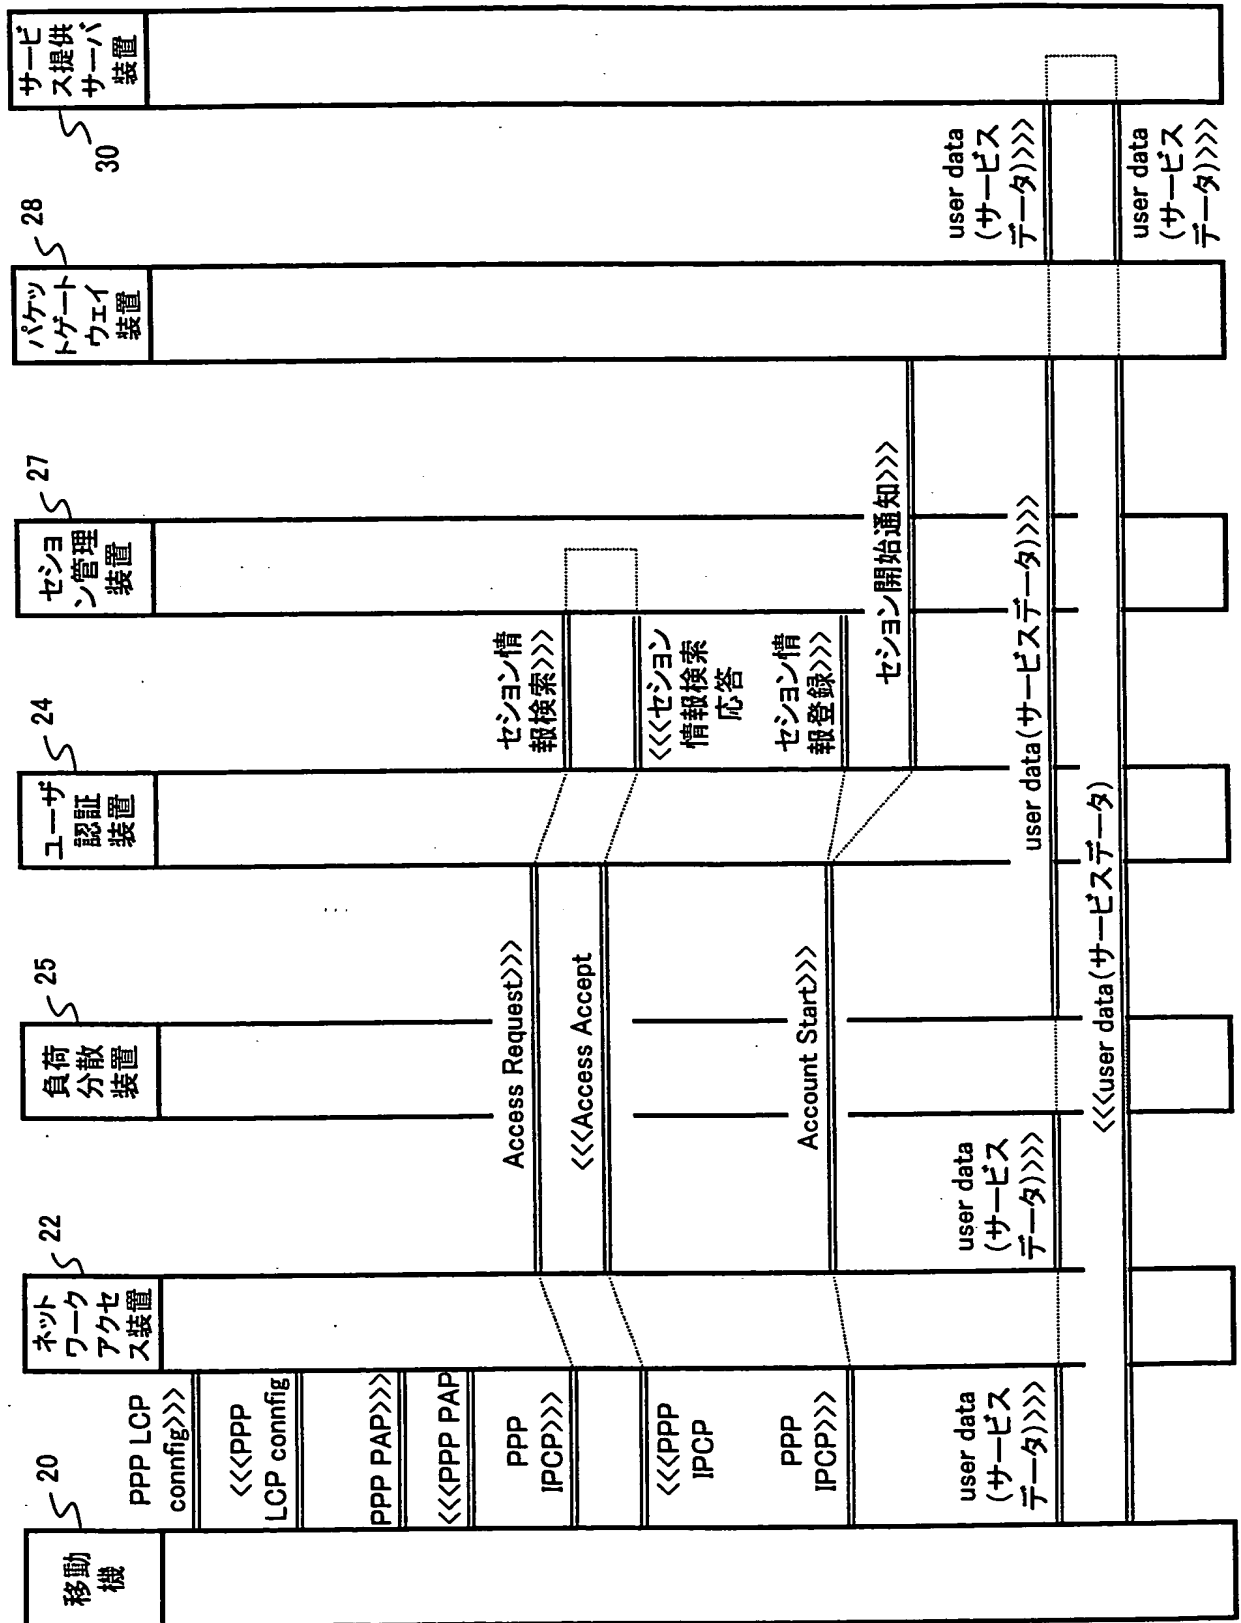 移動
機
20
ネット
ワーク
アクセ
ス装置
22
負荷
分散
装置
25
ユーザ
認証
装置
24
セショ
ン管理
装置
27
パケッ
トゲート
ウェイ
装置
28
サービ
ス提供
サーバ
装置
30
PPP LCP
connfig>>>
<<<PPP
LCP connfig
PPP PAP>>>
<<<PPP PAP
PPP
IPCP>>>
Access Request>>>
セション情
報検索>>>
<<<PPP
IPCP
<<<Access Accept
<<<セション
情報検索
応答
PPP
IPCP>>>
Account Start>>>
セション情
報登録>>>
セション開始通知>>>
user data
(サービス
データ)>>>>
user data
(サービス
データ)>>>>
user data(サービスデータ)>>>>
user data
(サービス
データ)>>>>
<<<user data(サービスデータ)
user data
(サービス
データ)>>>